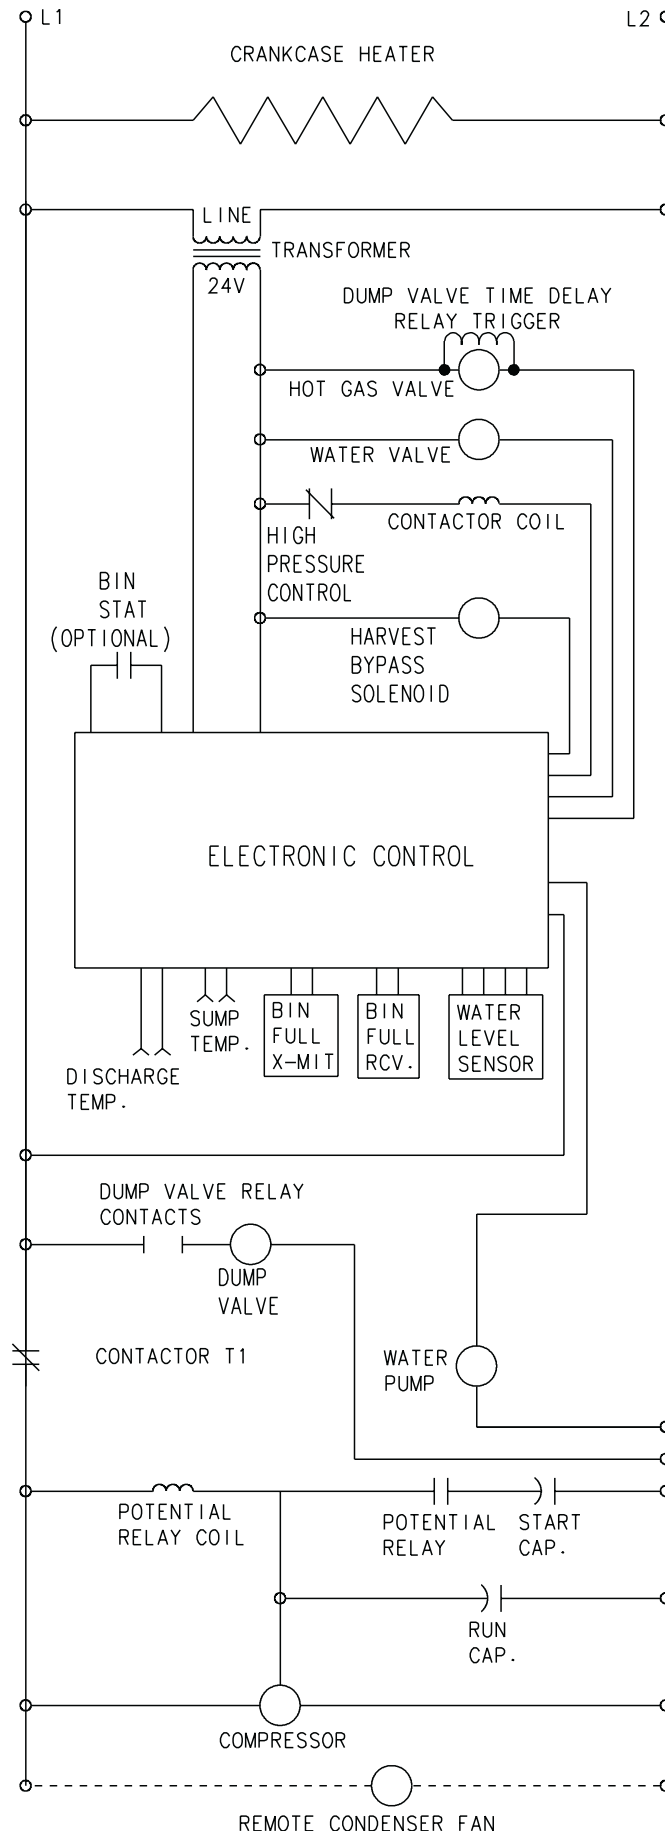 L1
L2
CRANKCASE HEATER
LINE
TRANSFORMER
24V
DUMP VALVE TIME DELAY
RELAY TRIGGER
HOT GAS VALVE
WATER VALVE
CONTACTOR COIL
HIGH
PRESSURE
CONTROL
BIN
STAT
(OPTIONAL)
HARVEST
BYPASS
SOLENOID
ELECTRONIC CONTROL
SUMP
TEMP.
BIN
FULL
X-MIT
BIN
FULL
RCV.
WATER
LEVEL
SENSOR
DISCHARGE
TEMP.
DUMP VALVE RELAY
CONTACTS
DUMP
VALVE
CONTACTOR T1
WATER
PUMP
POTENTIAL
RELAY COIL
POTENTIAL
RELAY
START
CAP.
RUN
CAP.
COMPRESSOR
REMOTE CONDENSER FAN